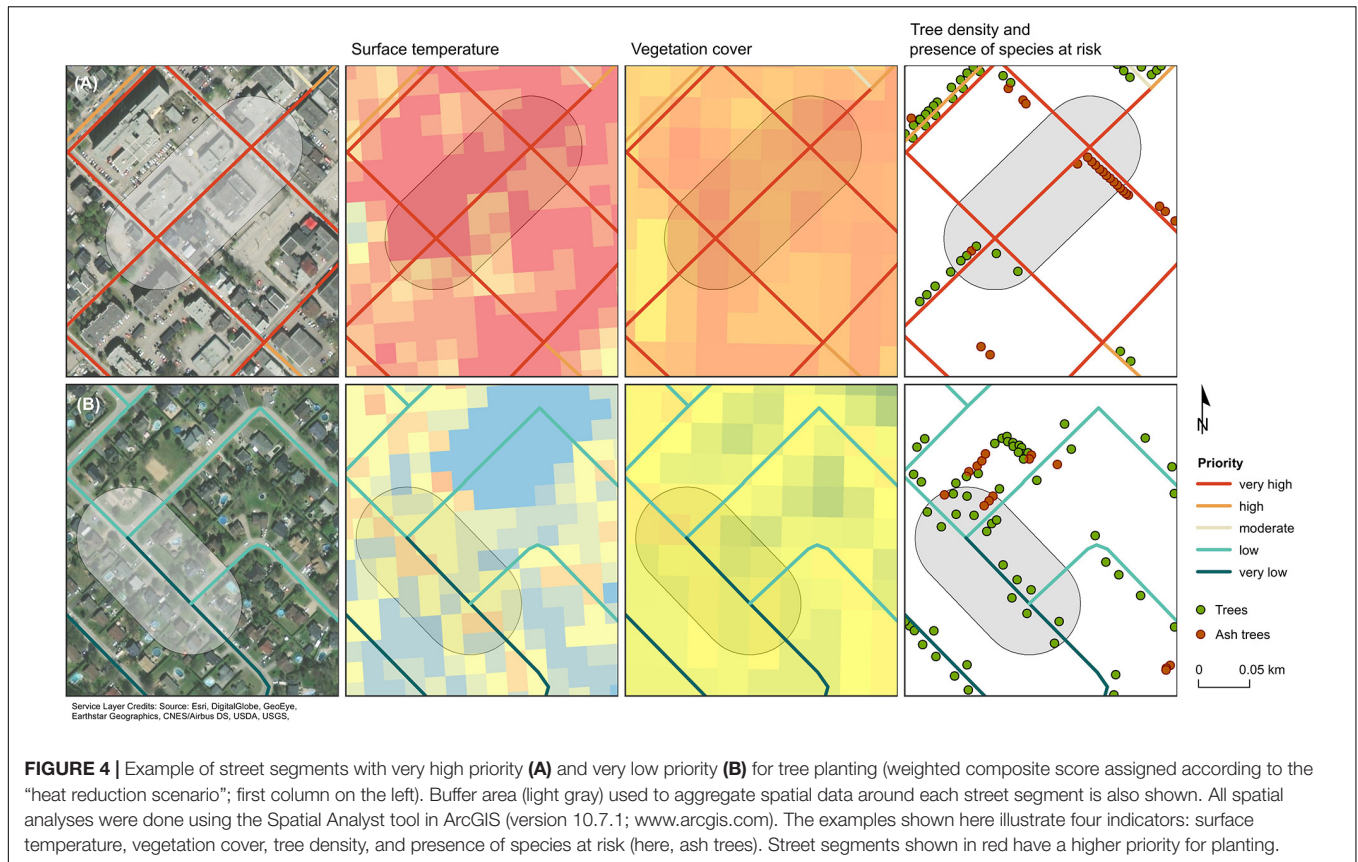 Surface temperature
Vegetation cover
Tree density and
presence of species at risk
(A)
(B)
N
Priority
very high
high
moderate
low
very low
Trees
Ash trees
0 0.05 km
Service Layer Credits: Source: Esri, DigitalGlobe, GeoEye,
Earthstar Geographics, CNES/Airbus DS, USDA, USGS,
FIGURE 4 | Example of street segments with very high priority (A) and very low priority (B) for tree planting (weighted composite score assigned according to the
“heat reduction scenario”; first column on the left). Buffer area (light gray) used to aggregate spatial data around each street segment is also shown. All spatial
analyses were done using the Spatial Analyst tool in ArcGIS (version 10.7.1; www.arcgis.com). The examples shown here illustrate four indicators: surface
temperature, vegetation cover, tree density, and presence of species at risk (here, ash trees). Street segments shown in red have a higher priority for planting.